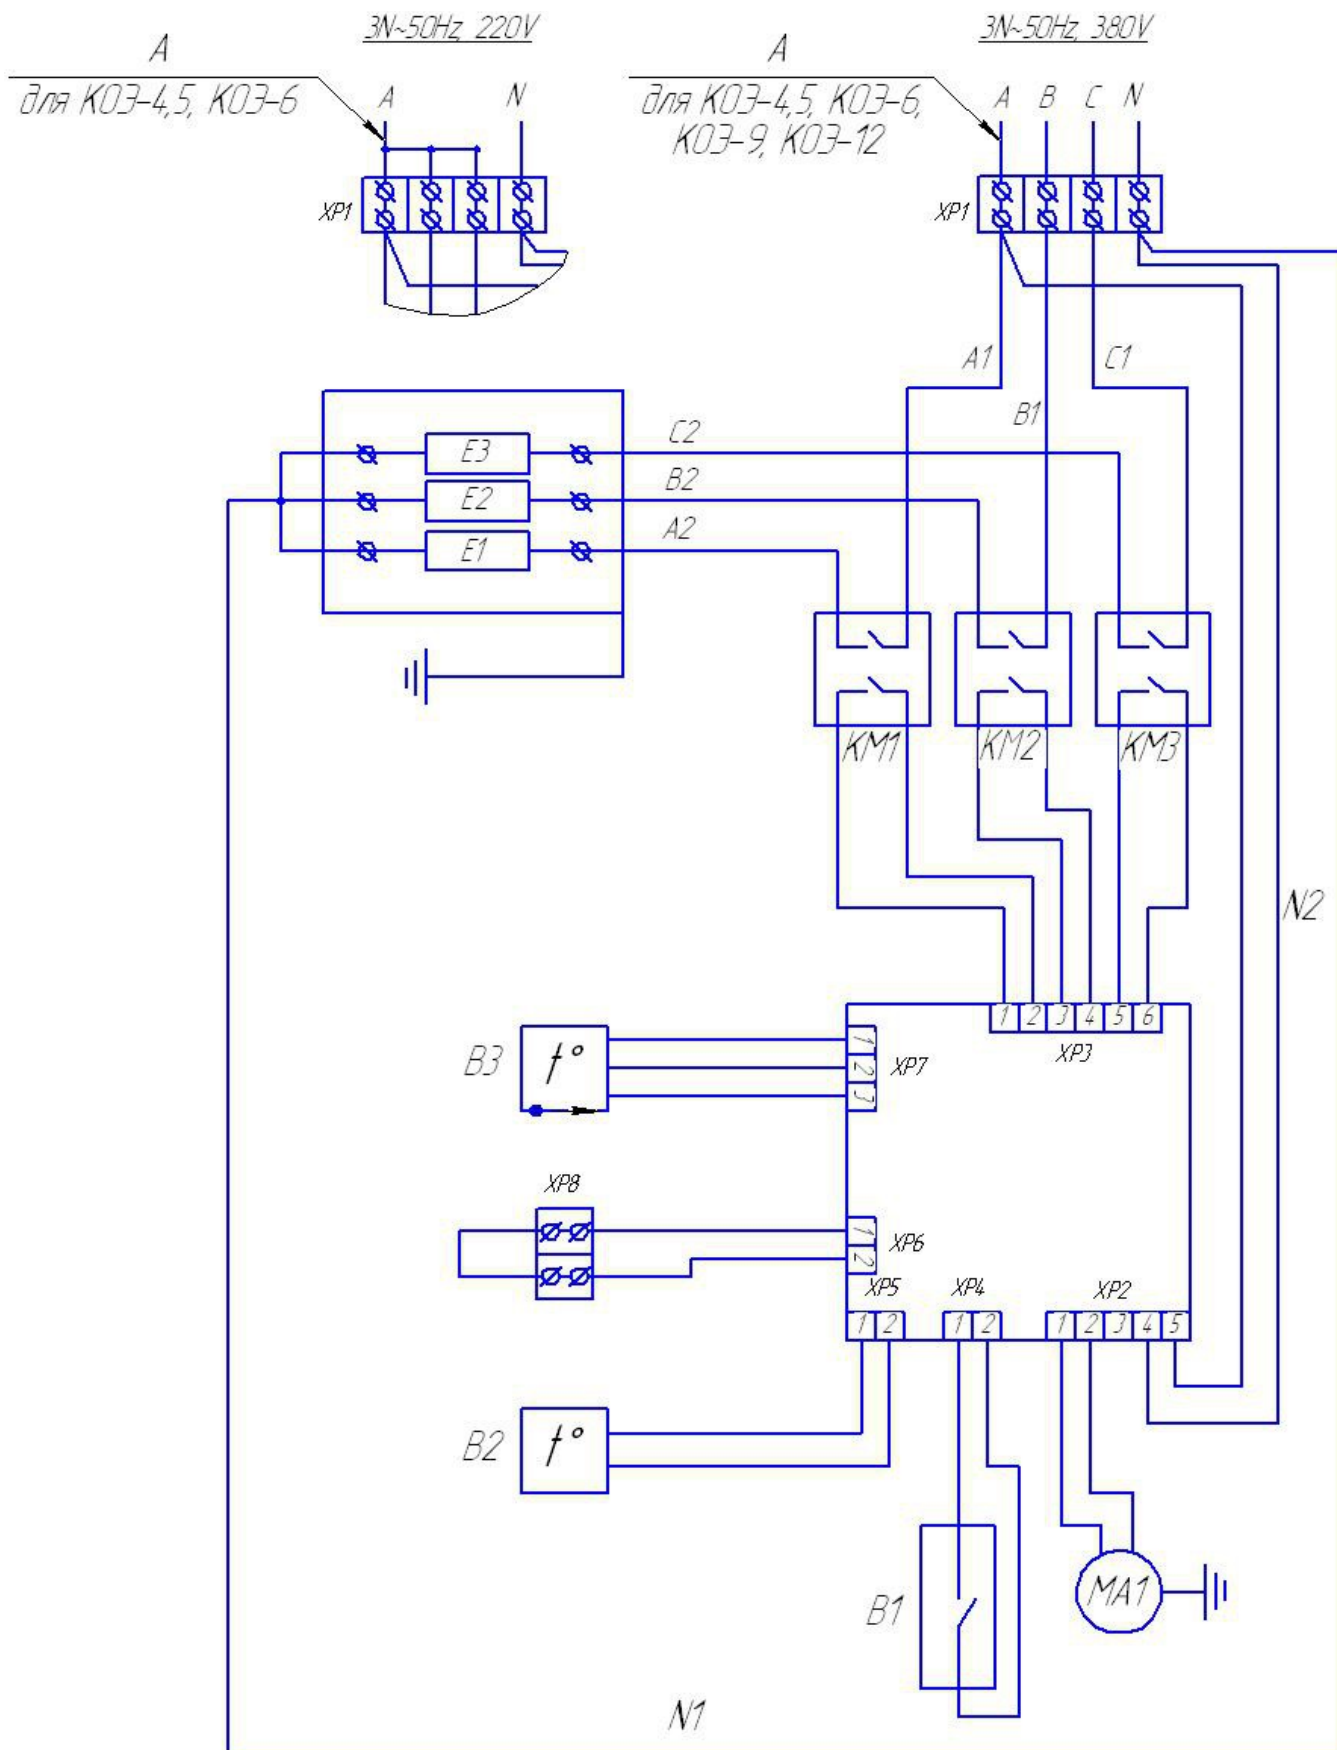 3N~50Hz, 220V
3N~50Hz, 380V
А
для КОЭ-4,5, КОЭ-6
А
для КОЭ-4,5, КОЭ-6,
КОЭ-9, КОЭ-12
A N
A B C N
XP1
XP1
A1 C1
B1
C2
B2
A2
E3
E2
E1
KM1 KM2 KM3
N2
1 2 3 4 5 6
XP3
B3 t° 1 2 3 XP7
XP8
1 2 XP6
XP5 XP4 XP2
1 2 1 2 1 2 3 4 5
B2 t°
B1
MA1
N1